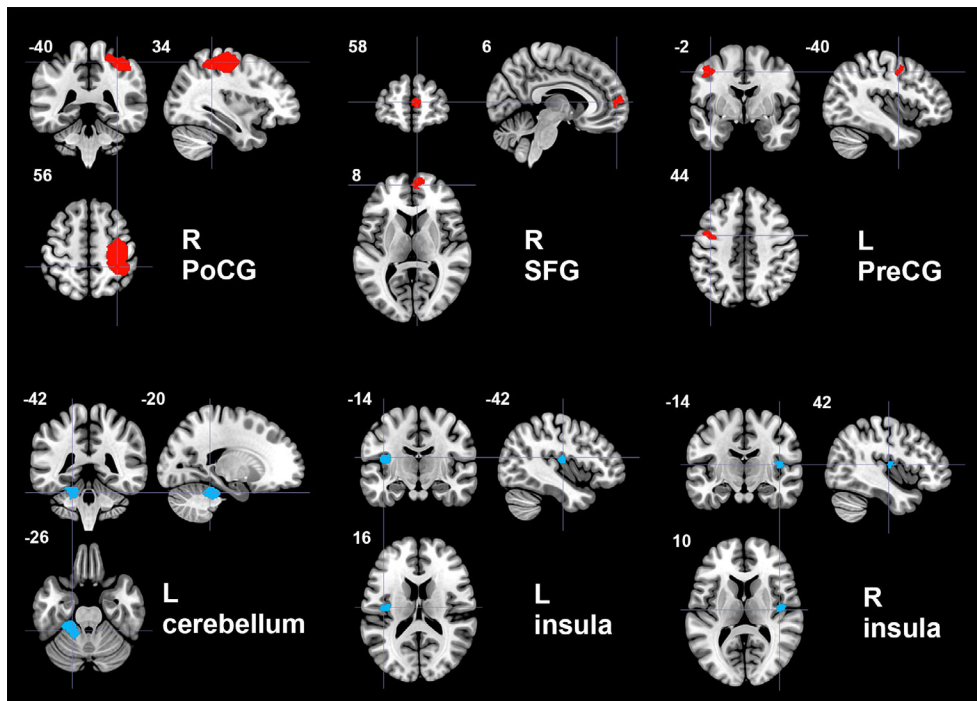 -40 34
56
R
PoCG
58 6
8
R
SFG
-2 -40
44
L
PreCG
-42 -20
-26
L
cerebellum
-14 -42
16
L
insula
-14 42
10
R
insula